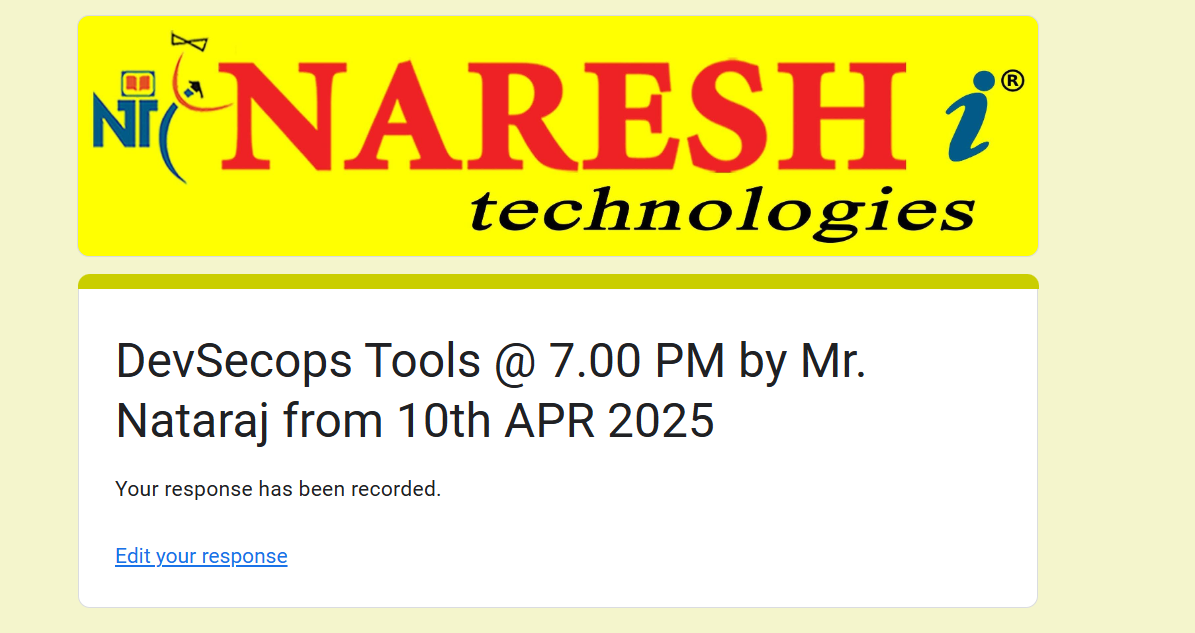 NT
NARESH i®
technologies
DevSecops Tools @ 7.00 PM by Mr.
Nataraj from 10th APR 2025
Your response has been recorded.
Edit your response